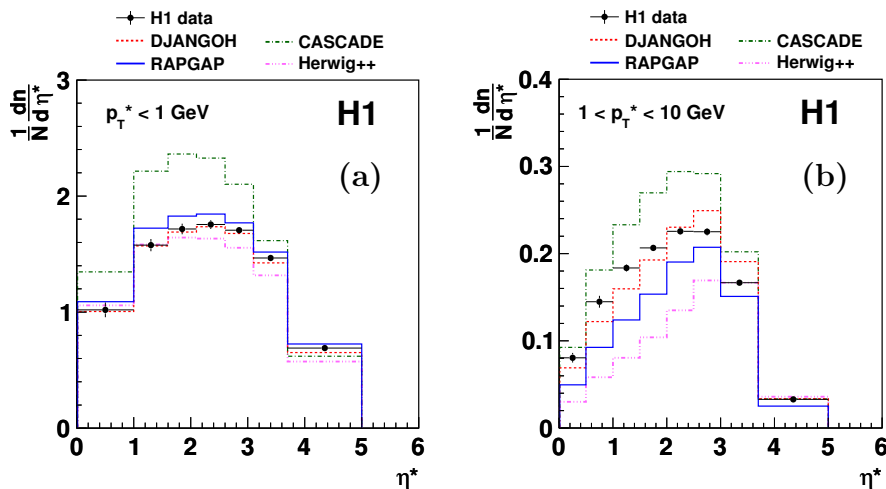 H1 data
DJANGOH
CASCADE
RAPGAP
Herwig++
1/N dn/dη*
p_T* < 1 GeV
H1
(a)
3
2
1
0
0 1 2 3 4 5 6
η*
H1 data
DJANGOH
CASCADE
RAPGAP
Herwig++
1/N dn/dη*
1 < p_T* < 10 GeV
H1
(b)
0.4
0.3
0.2
0.1
0
0 1 2 3 4 5 6
η*